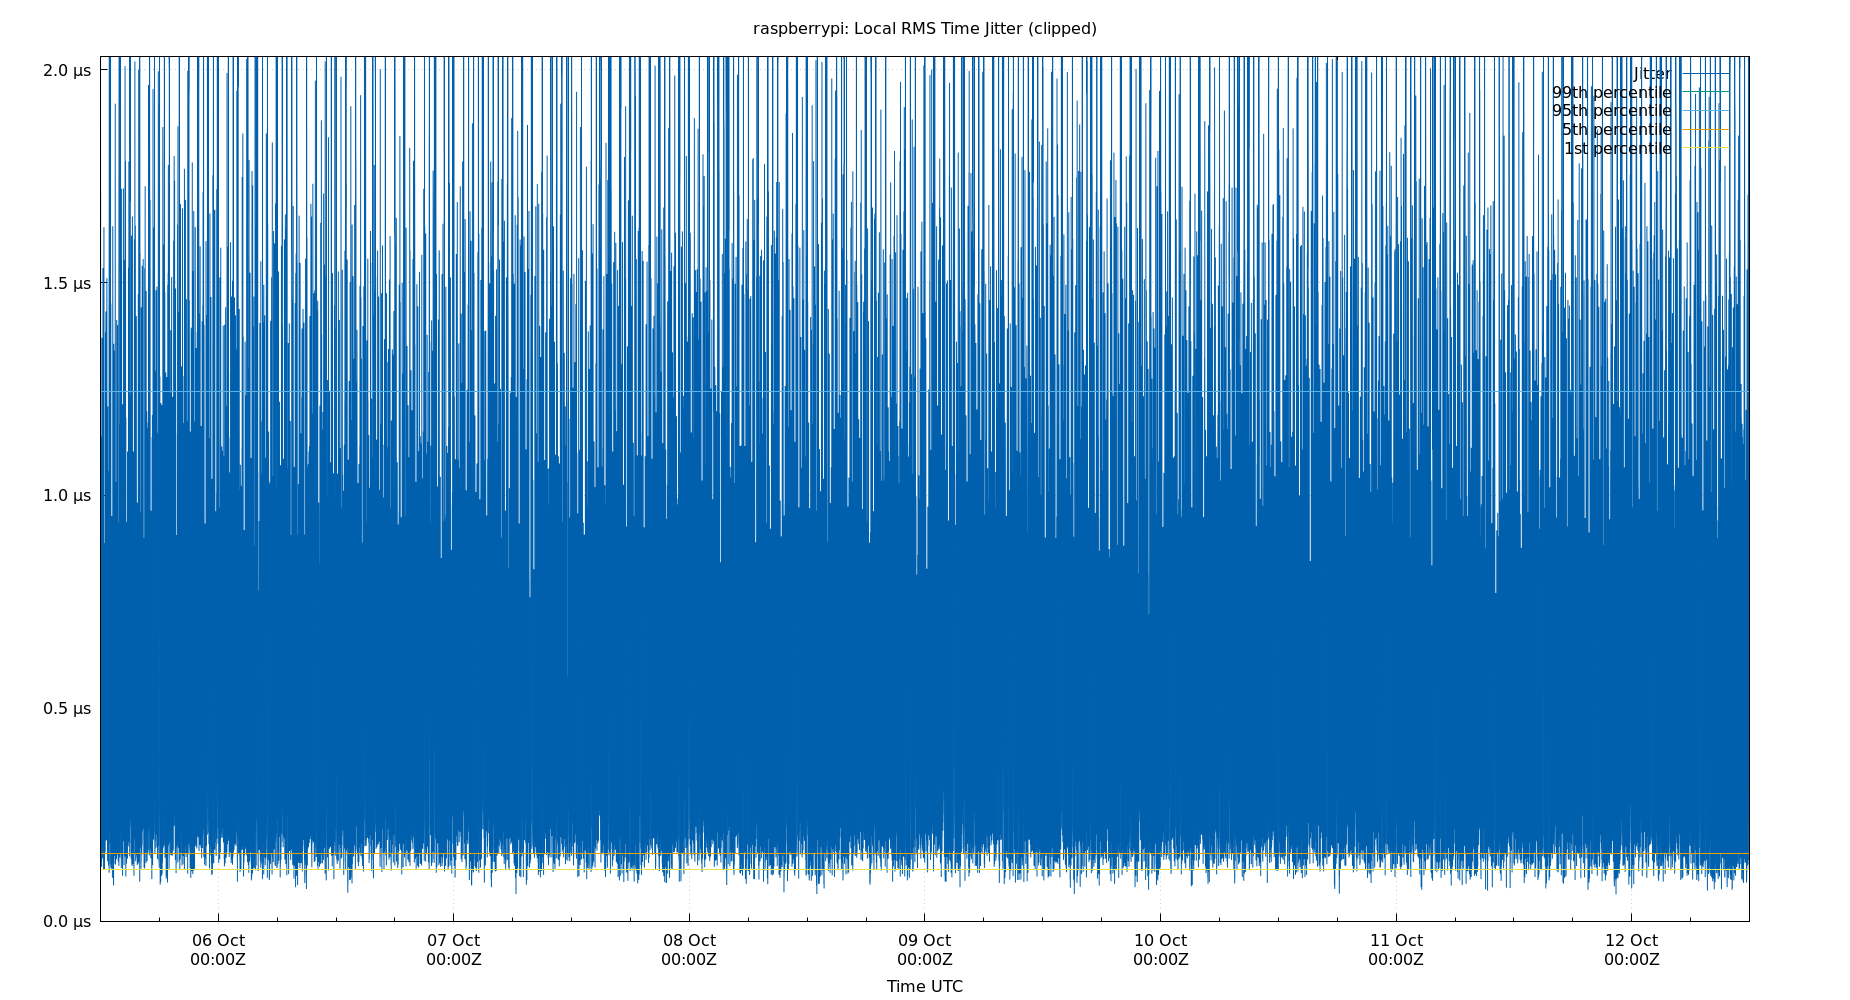 raspberrypi: Local RMS Time Jitter (clipped)
2.0 µs
1.5 µs
1.0 µs
0.5 µs
0.0 µs
Jitter
99th percentile
95th percentile
5th percentile
1st percentile
06 Oct 07 Oct 08 Oct 09 Oct 10 Oct 11 Oct 12 Oct
00:00Z 00:00Z 00:00Z 00:00Z 00:00Z 00:00Z 00:00Z
Time UTC